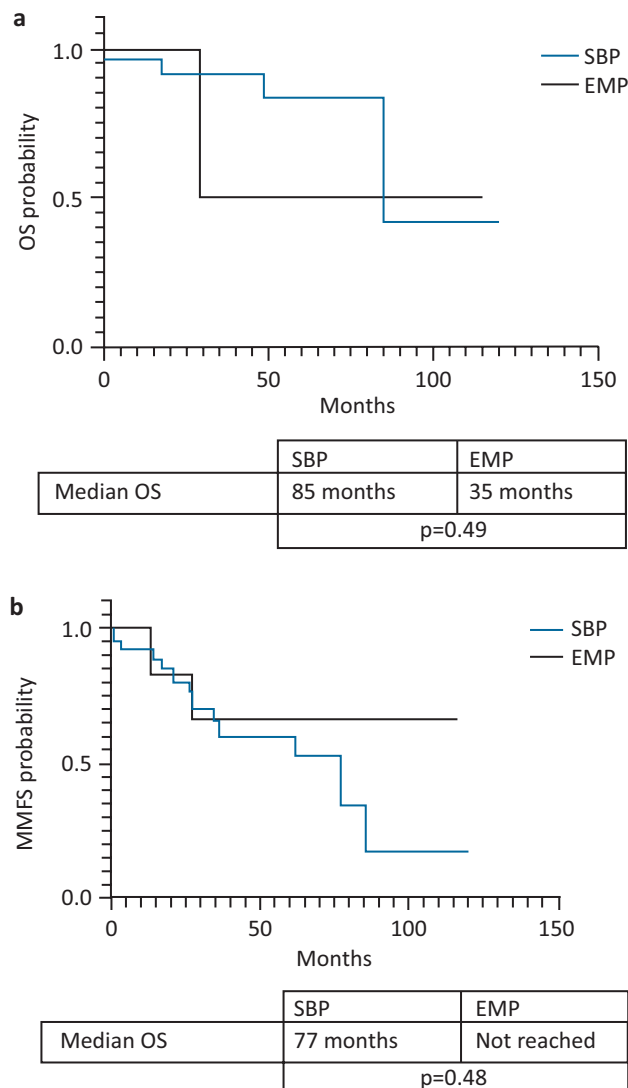 a
1.0
0.5
0.0
OS probability
SBP
EMP
0 50 100 150
Months
SBP EMP
Median OS 85 months 35 months
p=0.49
b
1.0
0.5
0.0
MMFS probability
SBP
EMP
0 50 100 150
Months
SBP EMP
Median OS 77 months Not reached
p=0.48